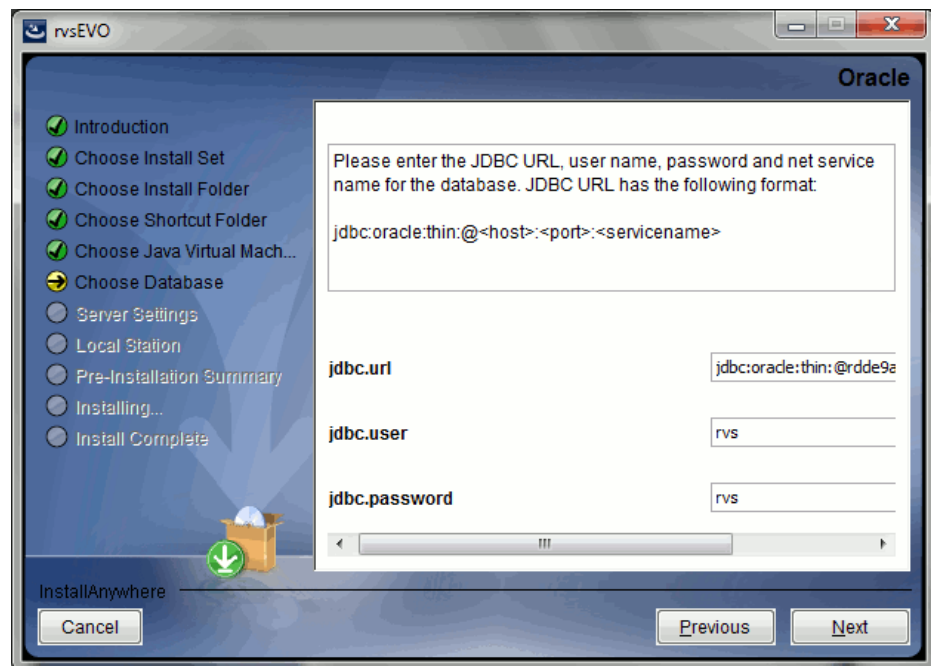 rvsEVO
Oracle
Introduction
Choose Install Set
Choose Install Folder
Choose Shortcut Folder
Choose Java Virtual Mach...
Choose Database
Server Settings
Local Station
Pre-Installation Summary
Installing...
Install Complete
Please enter the JDBC URL, user name, password and net service
name for the database. JDBC URL has the following format:
jdbc:oracle:thin:@<host>:<port>:<servicename>
jdbc.url
jdbc:oracle:thin:@rdde9a
jdbc.user
rvs
jdbc.password
rvs
InstallAnywhere
Cancel
Previous
Next